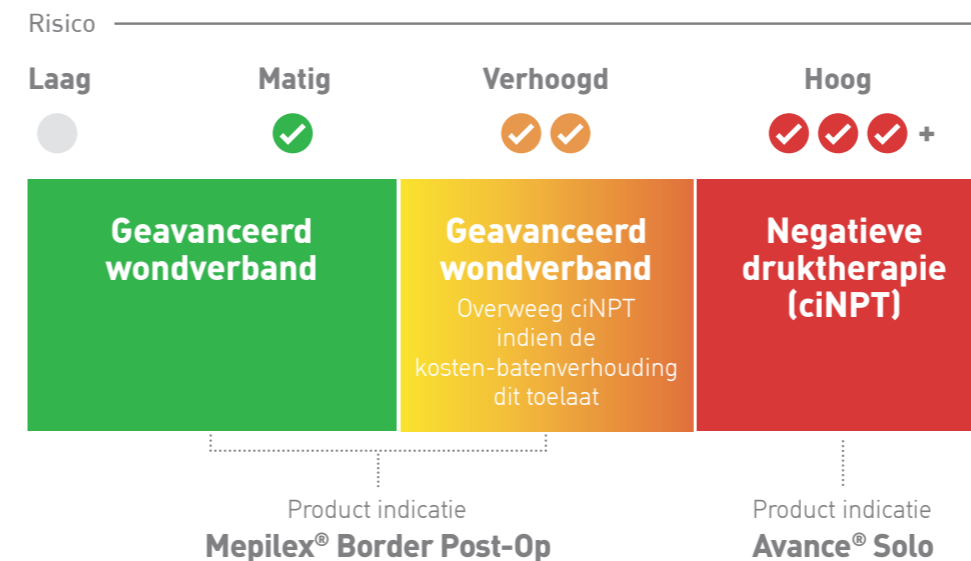 Risico
Laag
Matig
Verhoogd
Hoog
+
Geavanceerd
wondverband
Geavanceerd
wondverband
Overweeg ciNPT
indien de
kosten-batenverhouding
dit toelaat
Negatieve
druktherapie
(ciNPT)
Product indicatie
Mepilex® Border Post-Op
Product indicatie
Avance® Solo